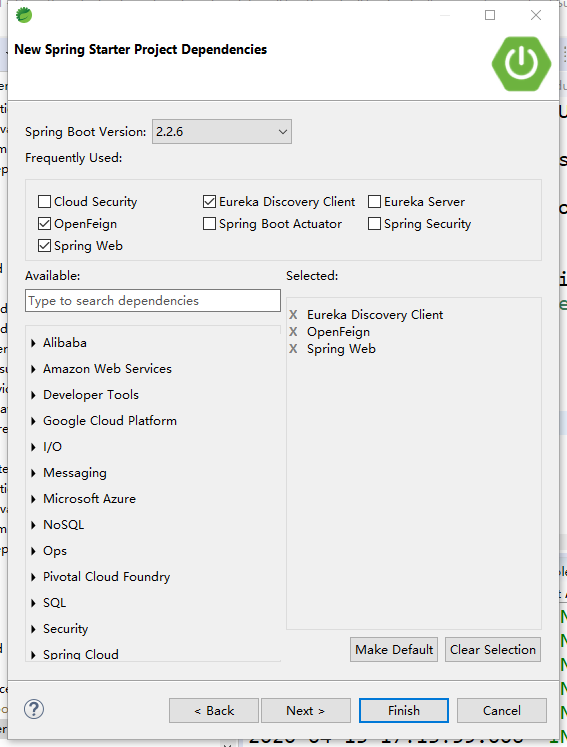 New Spring Starter Project Dependencies
Spring Boot Version: 2.2.6
Frequently Used:
Cloud Security Eureka Discovery Client Eureka Server
OpenFeign Spring Boot Actuator Spring Security
Spring Web
Available: Selected:
Type to search dependencies
X Eureka Discovery Client
X OpenFeign
X Spring Web
Alibaba
Amazon Web Services
Developer Tools
Google Cloud Platform
I/O
Messaging
Microsoft Azure
NoSQL
Ops
Pivotal Cloud Foundry
SQL
Security
Spring Cloud
Make Default Clear Selection
? < Back Next > Finish Cancel